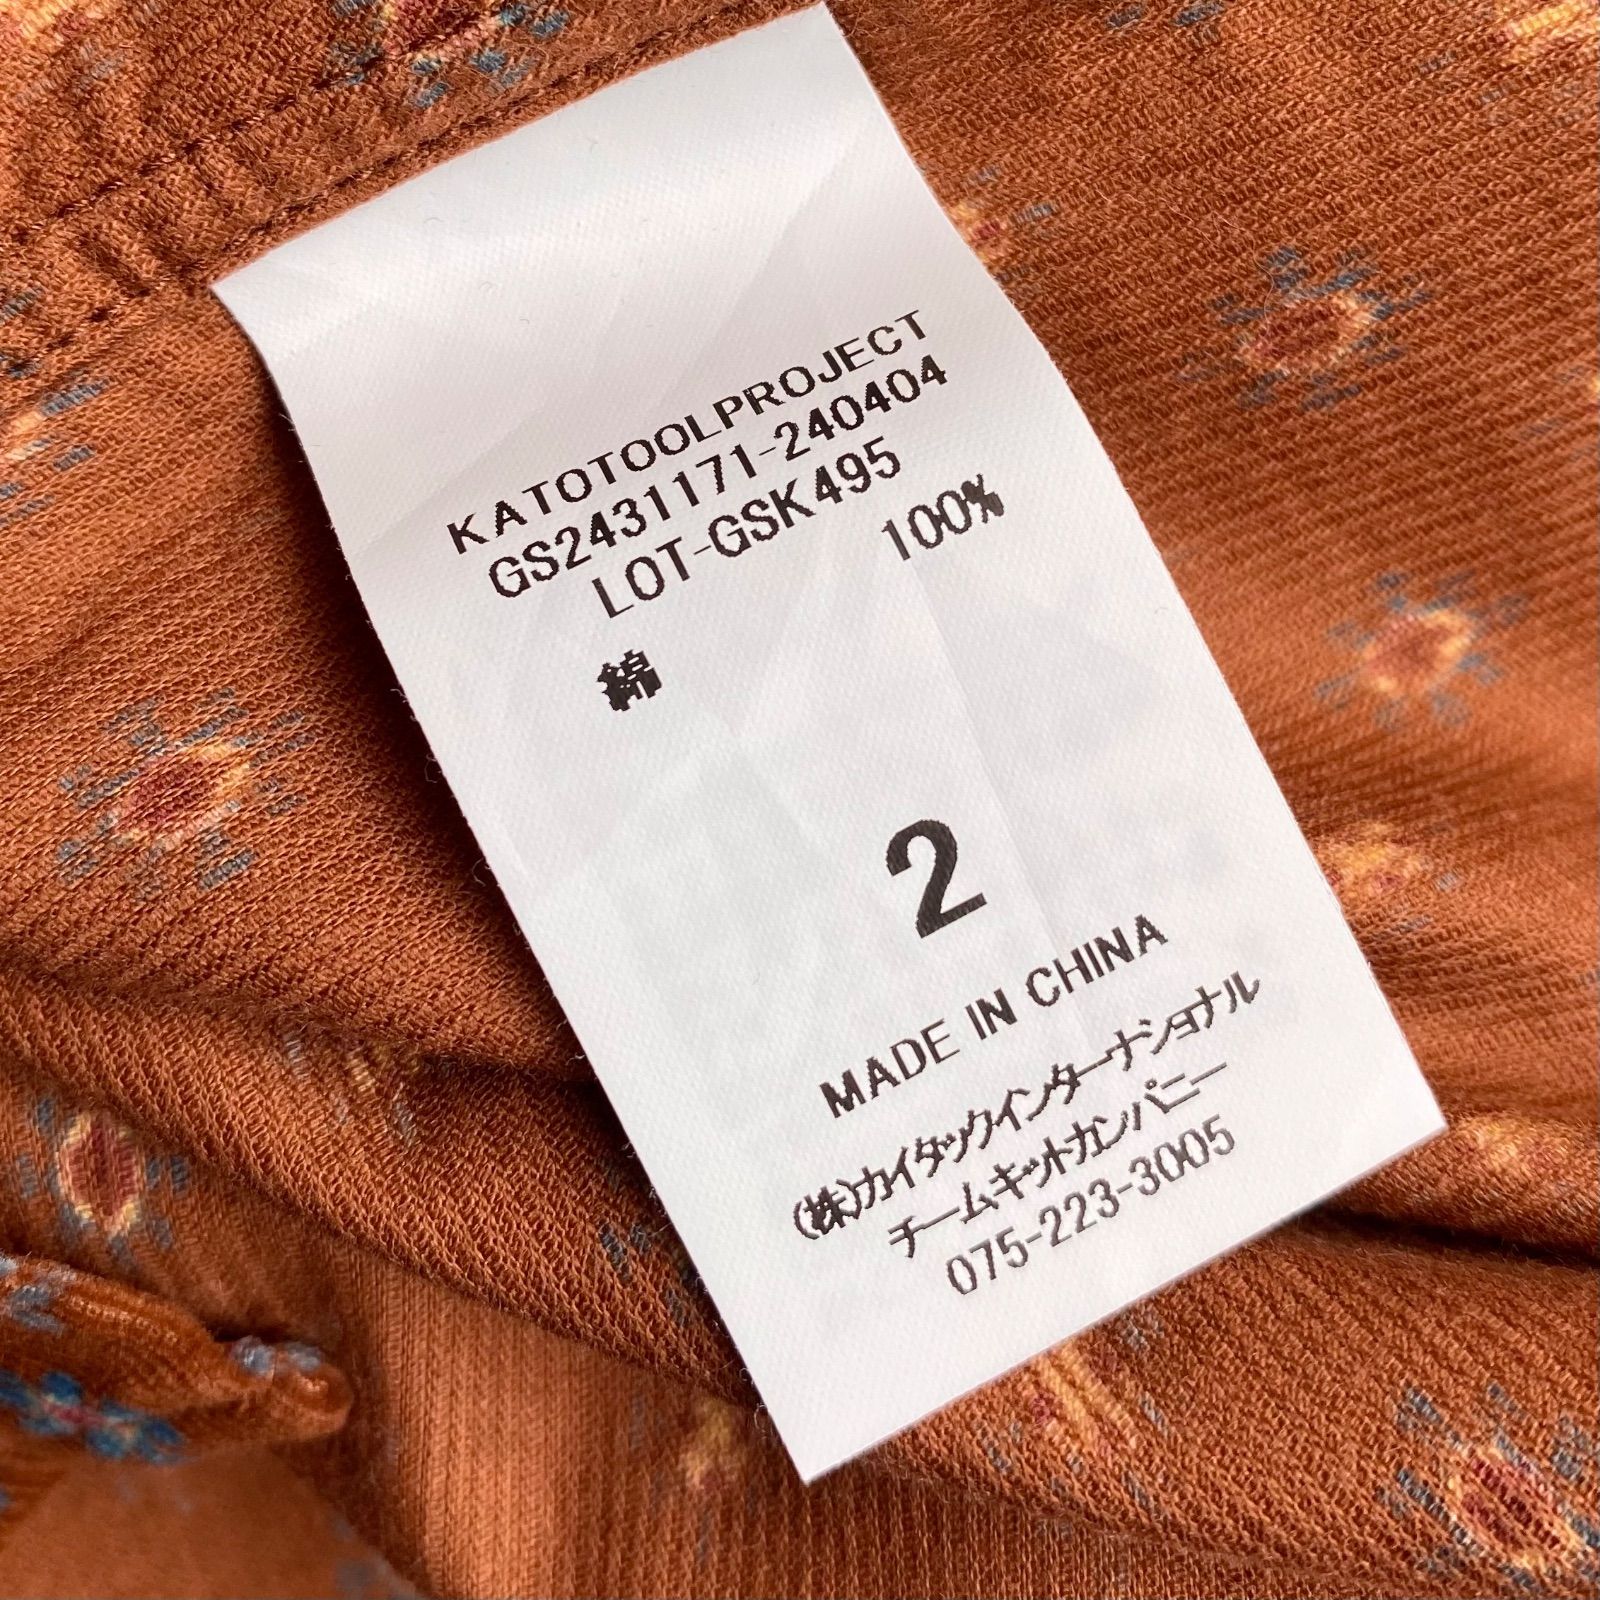 KATOTOOLPROJECT
GS2431171-240404
LOT-GSK495
綿 100%
2
MADE IN CHINA
(株)カイタックインターナショナル
チームキットカンパニー
075-223-3005